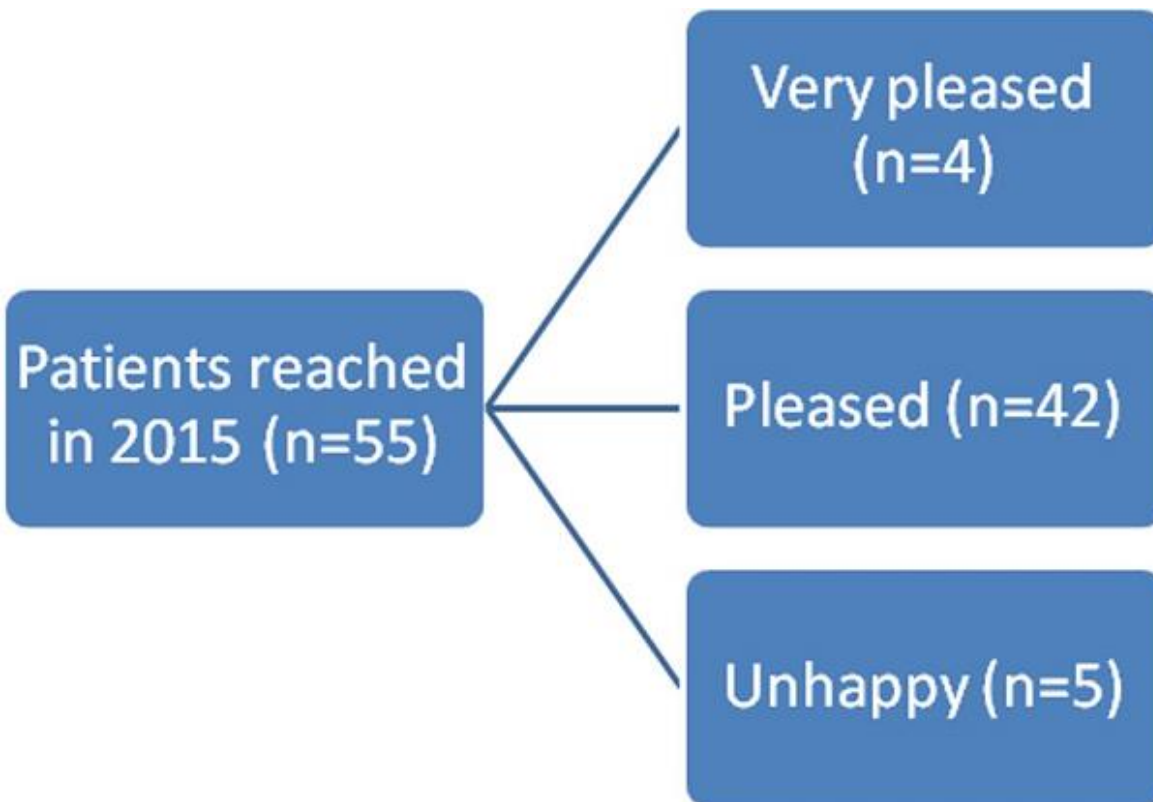 Patients reached
in 2015 (n=55)
Very pleased
(n=4)
Pleased (n=42)
Unhappy (n=5)